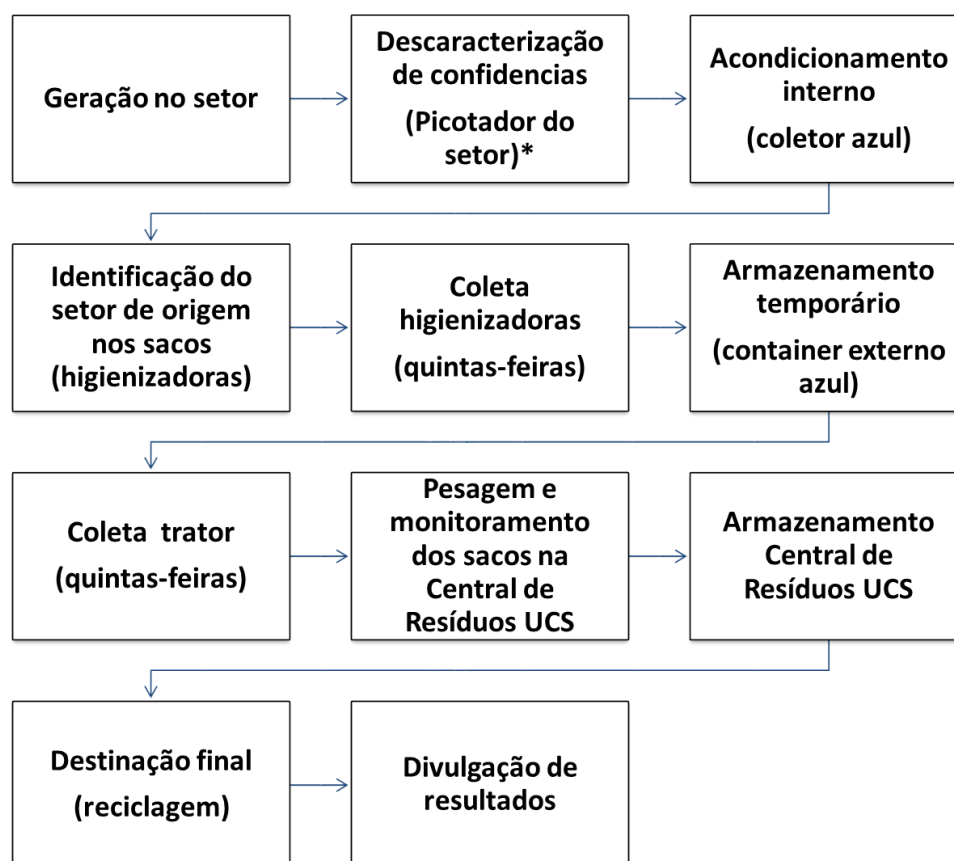 Geração no setor
Descaracterização
de confidencias
(Picotador do
setor)*
Acondicionamento
interno
(coletor azul)
Identificação do
setor de origem
nos sacos
(higienizadoras)
Coleta
higienizadoras
(quintas-feiras)
Armazenamento
temporário
(container externo
azul)
Coleta trator
(quintas-feiras)
Pesagem e
monitoramento
dos sacos na
Central de
Resíduos UCS
Armazenamento
Central de
Resíduos UCS
Destinação final
(reciclagem)
Divulgação de
resultados